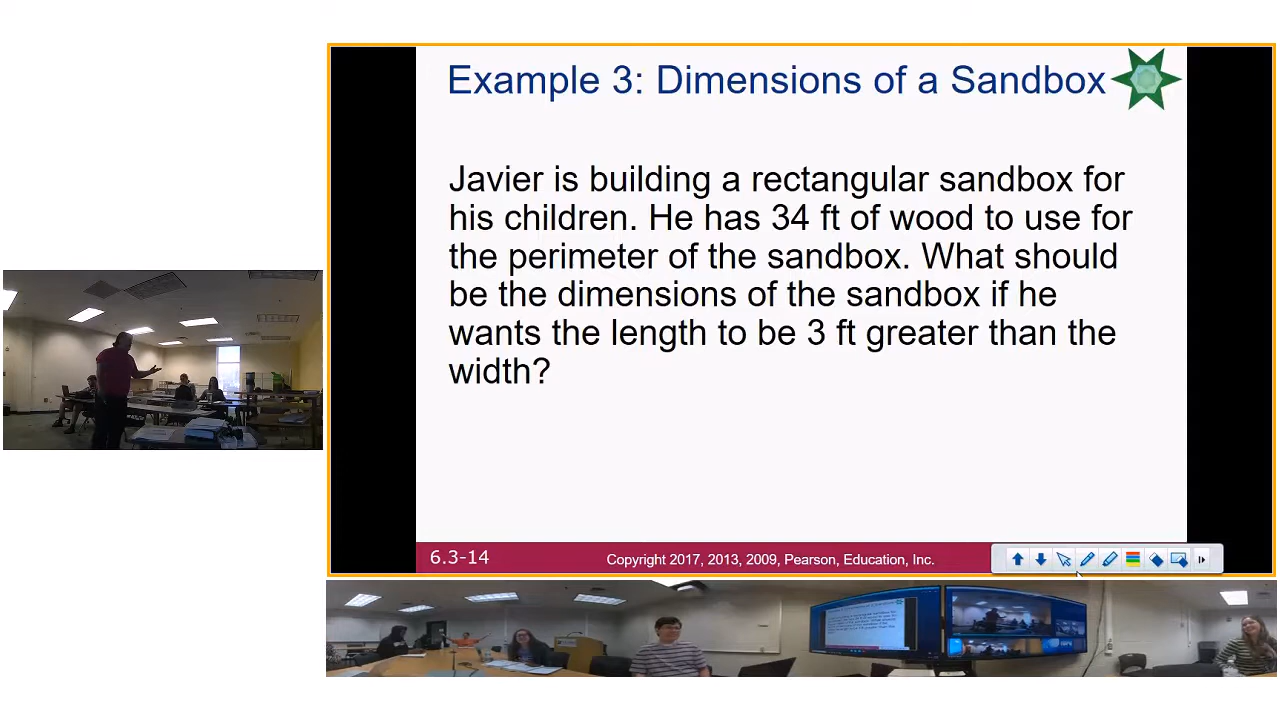 Example 3: Dimensions of a Sandbox
Javier is building a rectangular sandbox for
his children. He has 34 ft of wood to use for
the perimeter of the sandbox. What should
be the dimensions of the sandbox if he
wants the length to be 3 ft greater than the
width?
6.3-14
Copyright 2017, 2013, 2009, Pearson, Education, Inc.